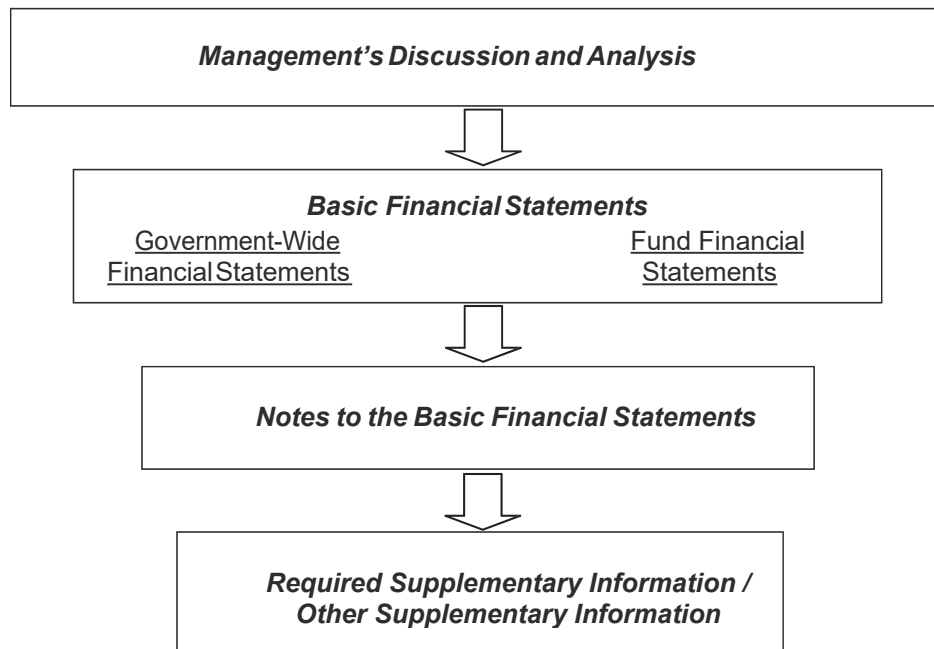 Management’s Discussion and Analysis
Basic Financial Statements
Government-Wide
Financial Statements
Fund Financial
Statements
Notes to the Basic Financial Statements
Required Supplementary Information /
Other Supplementary Information